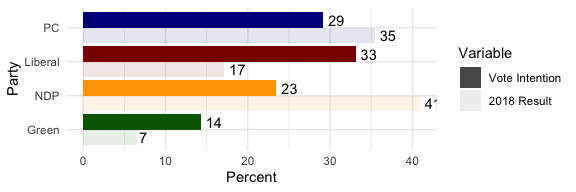 PC
29
35
Liberal
33
17
NDP
23
41
Green
14
7
0
10
20
30
40
Percent
Party
Variable
Vote Intention
2018 Result